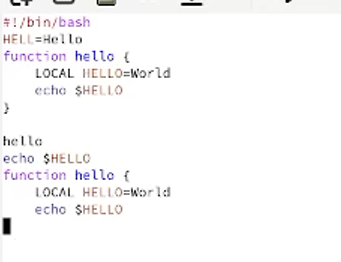 #!/bin/bash
HELL=Hello
function hello {
    LOCAL HELLO=World
    echo $HELLO
}

hello
echo $HELLO
function hello {
    LOCAL HELLO=World
    echo $HELLO